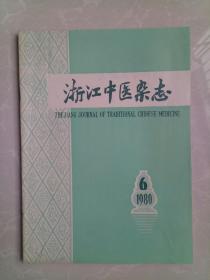 浙江中医杂志
ZHEJIANG JOURNAL OF TRADITIONAL CHINESE MEDICINE
6
1980